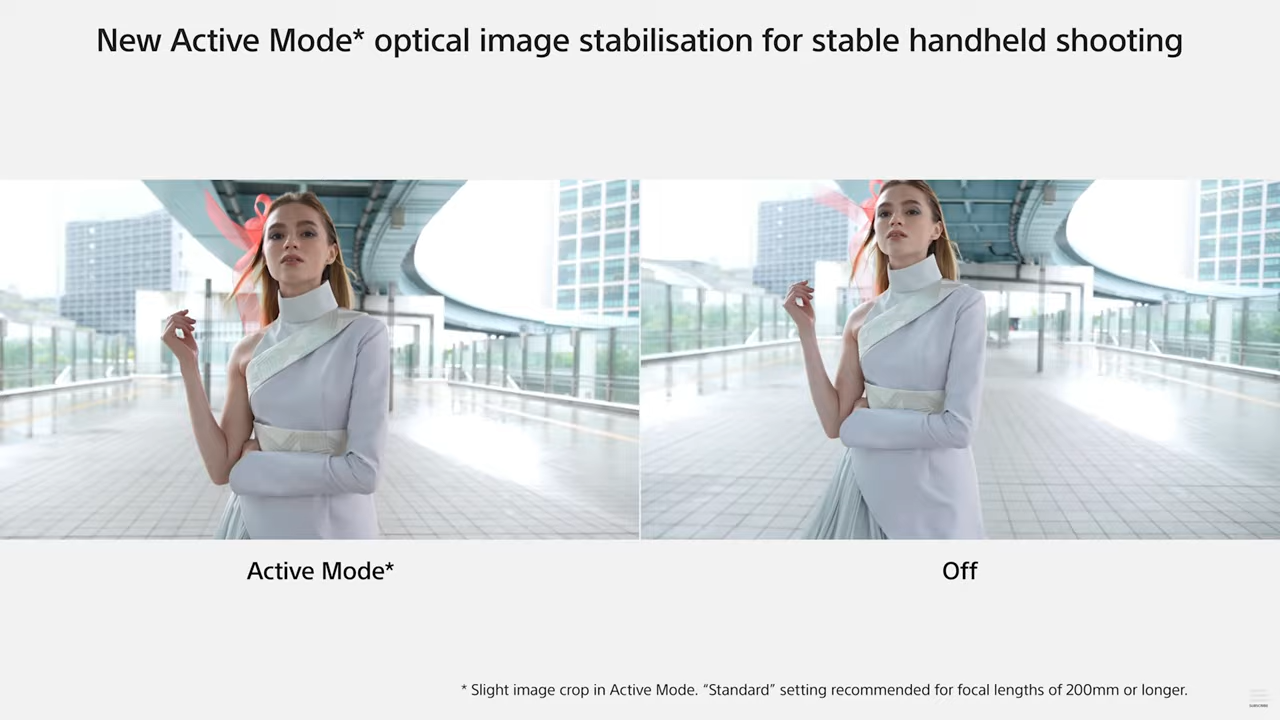 New Active Mode* optical image stabilisation for stable handheld shooting
Active Mode*
Off
* Slight image crop in Active Mode. “Standard” setting recommended for focal lengths of 200mm or longer.
SUBSCRIBE